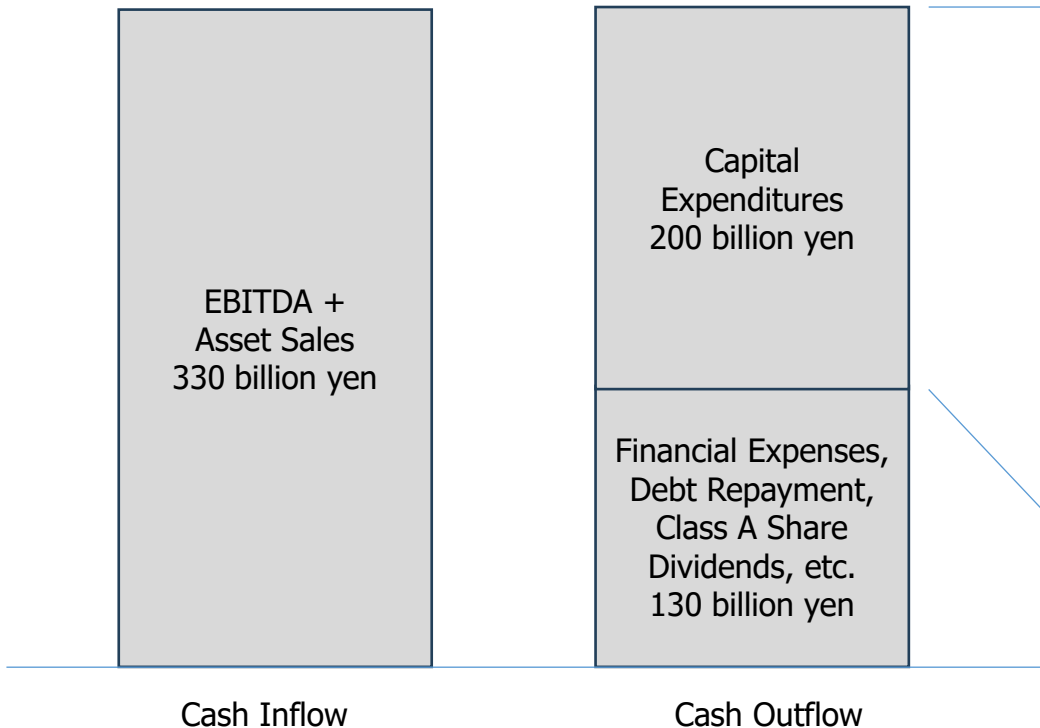 EBITDA +
Asset Sales
330 billion yen
Capital
Expenditures
200 billion yen
Financial Expenses,
Debt Repayment,
Class A Share
Dividends, etc.
130 billion yen
Cash Inflow
Cash Outflow